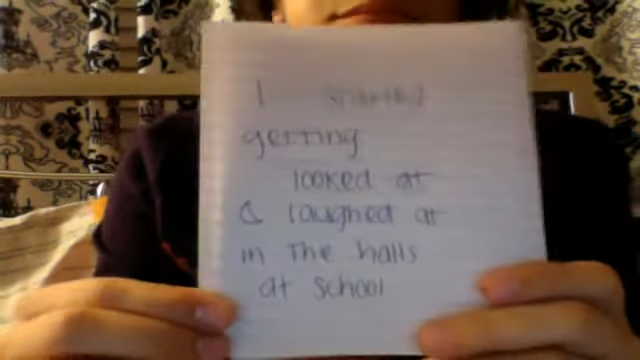 I started
getting
looked at
& laughed at
in The halls
at school